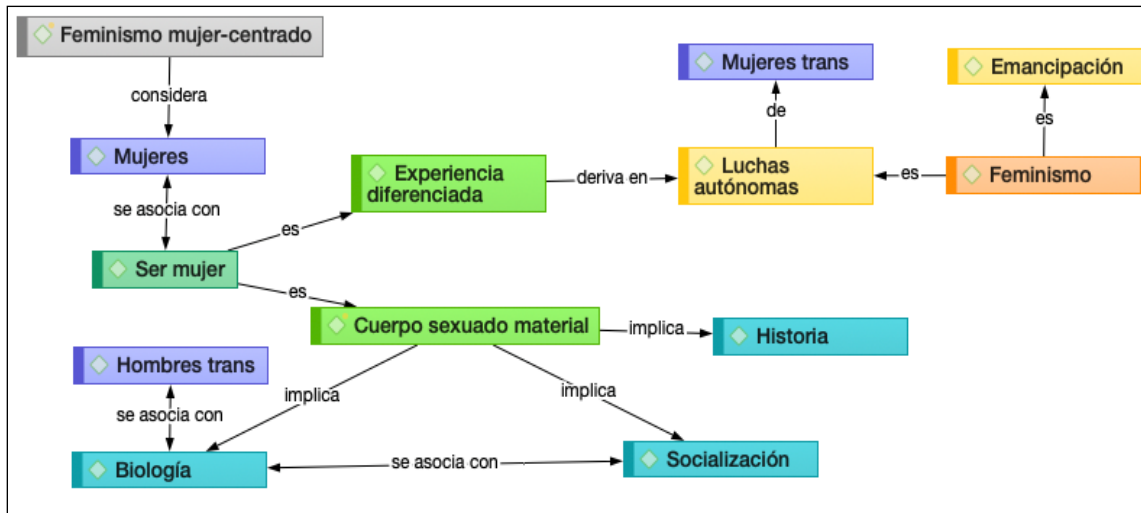 Feminismo mujer-centrado
considera
Mujeres
se asocia con
Ser mujer
es
es
Experiencia
diferenciada
deriva en
Luchas
autónomas
de
Mujeres trans
es
Feminismo
es
Emancipación
Cuerpo sexuado material
implica
Historia
implica
implica
Hombres trans
se asocia con
Biología
se asocia con
Socialización